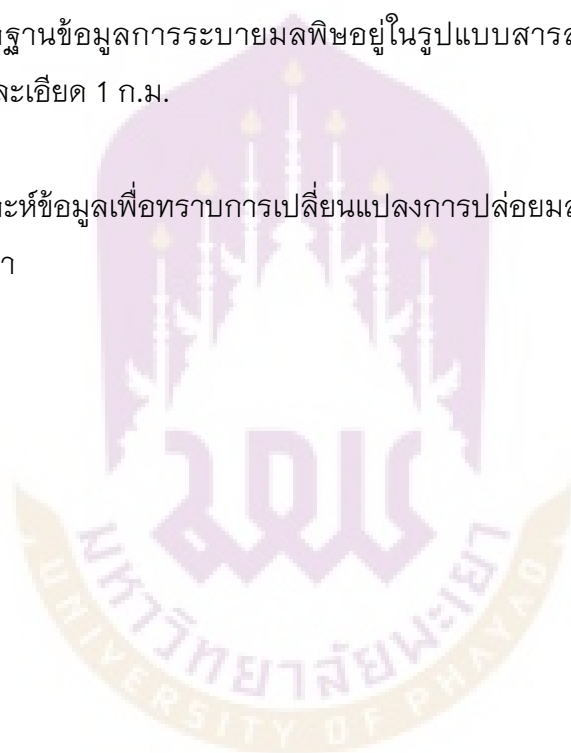 ฐานข้อมูลการระบายมลพิษอยู่ในรูปแบบสารส
ละเอียด 1 ก.ม.
ะห์ข้อมูลเพื่อทราบการเปลี่ยนแปลงการปล่อยมล
า
มหาวิทยาลัยพะเยา
UNIVERSITY OF PHAYAO